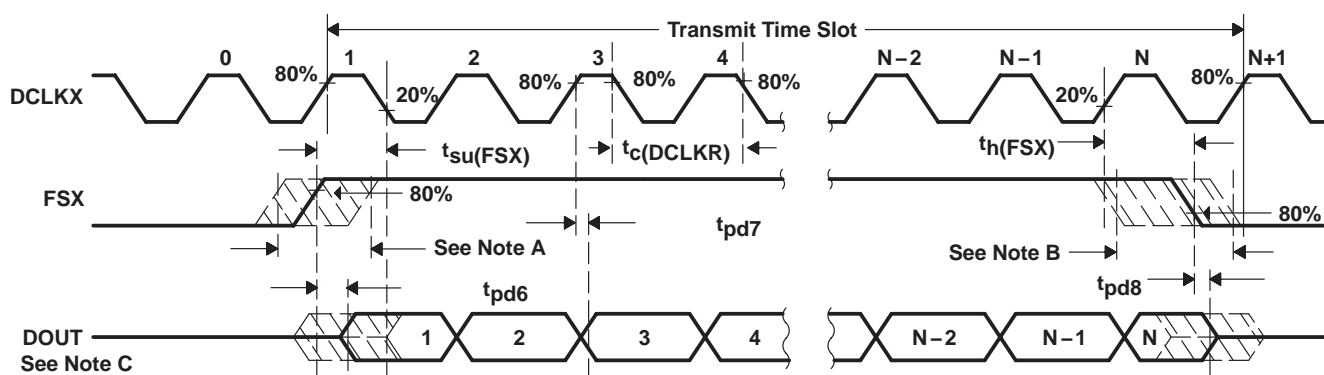 Transmit Time Slot
0 1 2 3 4 N–2 N–1 N N+1
80% 20% 80% 80% 80% 20% 80%
DCLKX
tsu(FSX) tc(DCLKR) th(FSX)
FSX
80% 80%
tpd7
See Note A See Note B
tpd6 tpd8
DOUT
1 2 3 4 N–2 N–1 N
See Note C